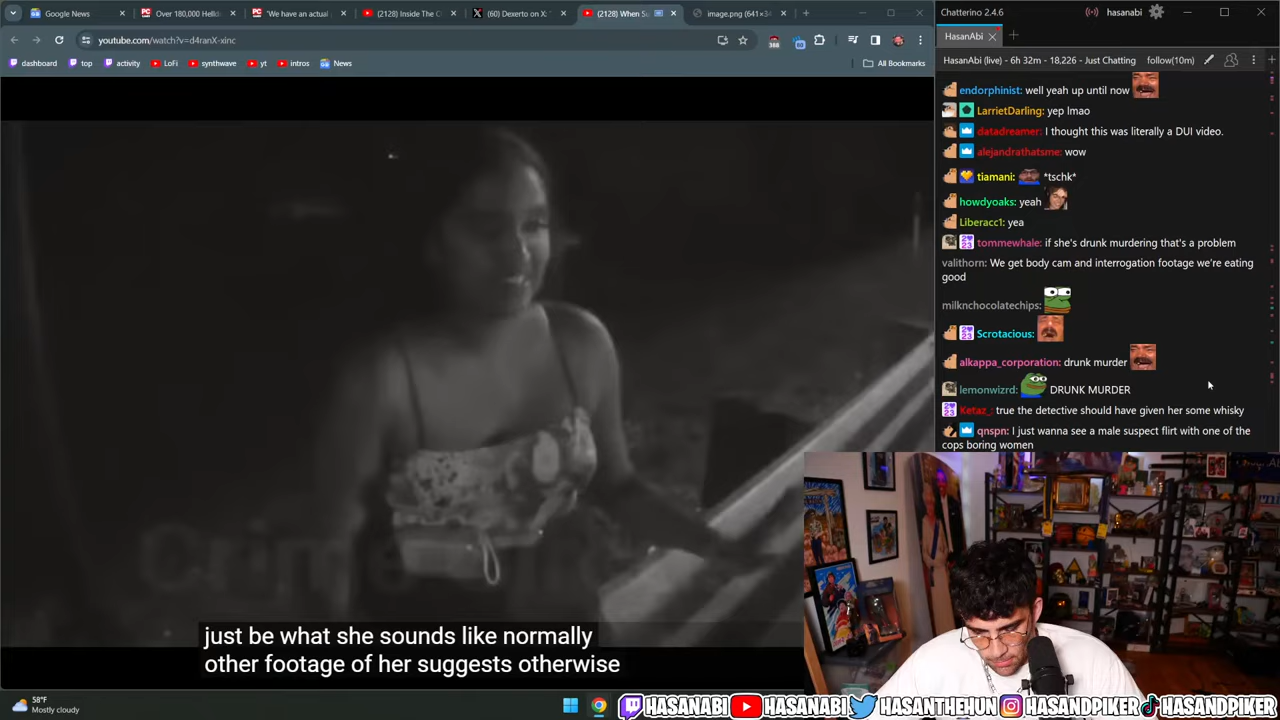 Google News
Over 180,000 Helld
"We have an actual
(2128) Inside The C
(60) Dexerto on X:
(2128) When S
image.png (641×34
youtube.com/watch?v=d4ranX-xinc
388
60
dashboard
top
activity
LoFi
synthwave
yt
intros
News
All Bookmarks
just be what she sounds like normally
other footage of her suggests otherwise
58°F
Mostly cloudy
Chatterino 2.4.6
hasanabi
HasanAbi
HasanAbi (live) - 6h 32m - 18,226 - Just Chatting
follow(10m)
endorphinist: well yeah up until now
LarrietDarling: yep lmao
datadreamer: I thought this was literally a DUI video.
alejandrathatsme: wow
tiamani: *tschk*
howdyoaks: yeah
Liberacc1: yea
tommewhale: if she's drunk murdering that's a problem
valithorn: We get body cam and interrogation footage we're eating
good
milknchocolatechips:
Scrotacious:
alkappa_corporation: drunk murder
lemonwizrd: DRUNK MURDER
Ketaz_: true the detective should have given her some whisky
qnspn: I just wanna see a male suspect flirt with one of the
cops boring women
HASANABI
HASANABI
HASANTHEHUN
HASANDPIKER
HASANDPIKER